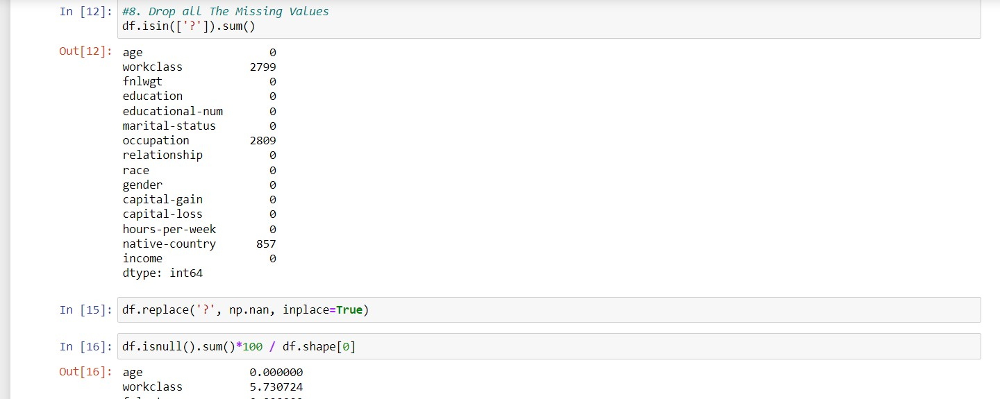 In [12]: #8. Drop all The Missing Values
df.isin(['?']).sum()
Out[12]: age 0
workclass 2799
fnlwgt 0
education 0
educational-num 0
marital-status 0
occupation 2809
relationship 0
race 0
gender 0
capital-gain 0
capital-loss 0
hours-per-week 0
native-country 857
income 0
dtype: int64
In [15]: df.replace('?', np.nan, inplace=True)
In [16]: df.isnull().sum()*100 / df.shape[0]
Out[16]: age 0.000000
workclass 5.730724